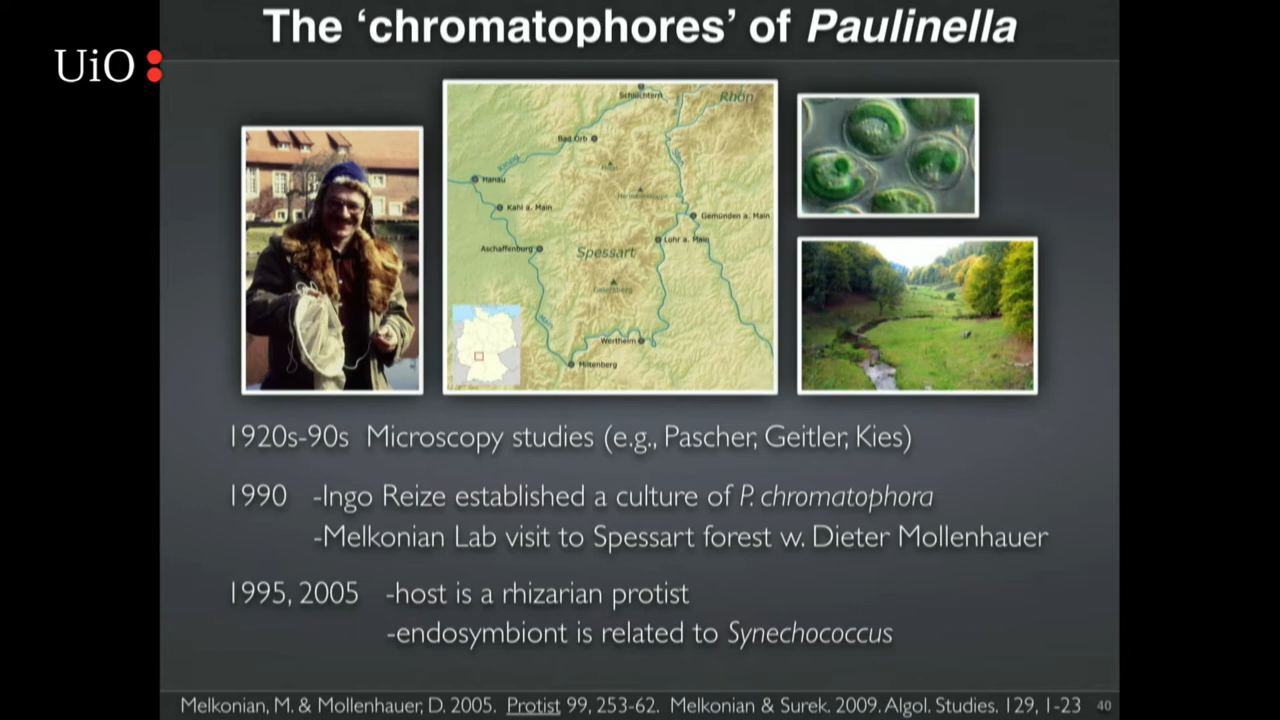 The ‘chromatophores’ of Paulinella
UiO
Schlüchtern
Rhön
Bad Orb
Kinzig
Hanau
Kahl a. Main
Gemünden a. Main
Lohr a. Main
Aschaffenburg
Spessart
Geiersberg
Main
Wertheim
Miltenberg
1920s-90s Microscopy studies (e.g., Pascher, Geitler, Kies)
1990 -Ingo Reize established a culture of P. chromatophora
-Melkonian Lab visit to Spessart forest w. Dieter Mollenhauer
1995, 2005 -host is a rhizarian protist
-endosymbiont is related to Synechococcus
Melkonian, M. & Mollenhauer, D. 2005. Protist 99, 253-62. Melkonian & Surek. 2009. Algol. Studies. 129, 1-23
40